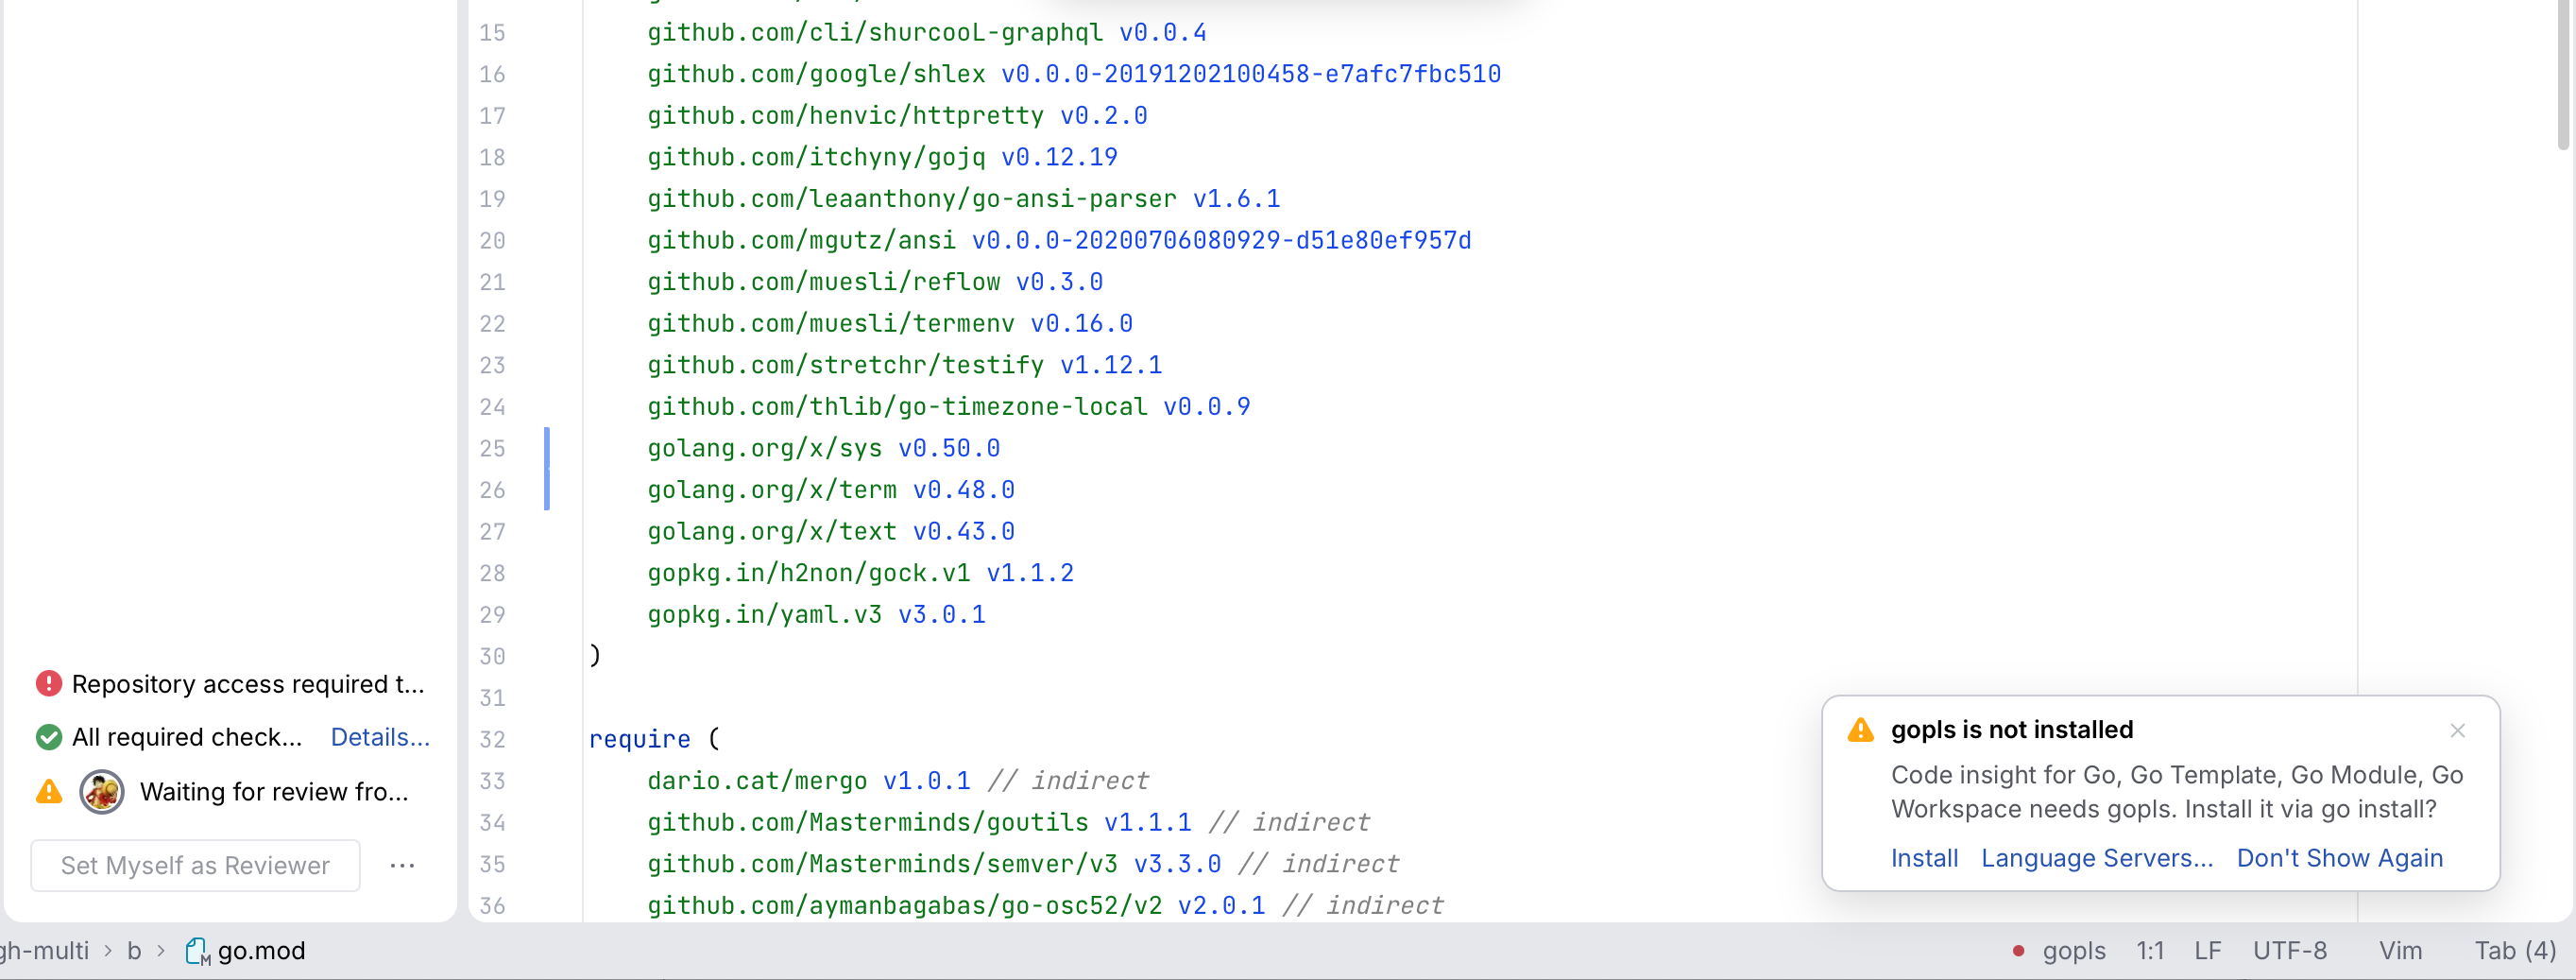 15 github.com/cli/shurcooL-graphql v0.0.4
16 github.com/google/shlex v0.0.0-20191202100458-e7afc7fbc510
17 github.com/henvic/httpretty v0.2.0
18 github.com/itchyny/gojq v0.12.19
19 github.com/leaanthony/go-ansi-parser v1.6.1
20 github.com/mgutz/ansi v0.0.0-20200706080929-d51e80ef957d
21 github.com/muesli/reflow v0.3.0
22 github.com/muesli/termenv v0.16.0
23 github.com/stretchr/testify v1.12.1
24 github.com/thlib/go-timezone-local v0.0.9
25 golang.org/x/sys v0.50.0
26 golang.org/x/term v0.48.0
27 golang.org/x/text v0.43.0
28 gopkg.in/h2non/gock.v1 v1.1.2
29 gopkg.in/yaml.v3 v3.0.1
30 )
31
32 require (
33 dario.cat/mergo v1.0.1 // indirect
34 github.com/Masterminds/goutils v1.1.1 // indirect
35 github.com/Masterminds/semver/v3 v3.3.0 // indirect
36 github.com/aymanbagabas/go-osc52/v2 v2.0.1 // indirect
Repository access required t...
All required check... Details...
Waiting for review fro...
Set Myself as Reviewer ...
gopls is not installed
Code insight for Go, Go Template, Go Module, Go
Workspace needs gopls. Install it via go install?
Install Language Servers... Don't Show Again
gh-multi > b > go.mod
gopls 1:1 LF UTF-8 Vim Tab (4)